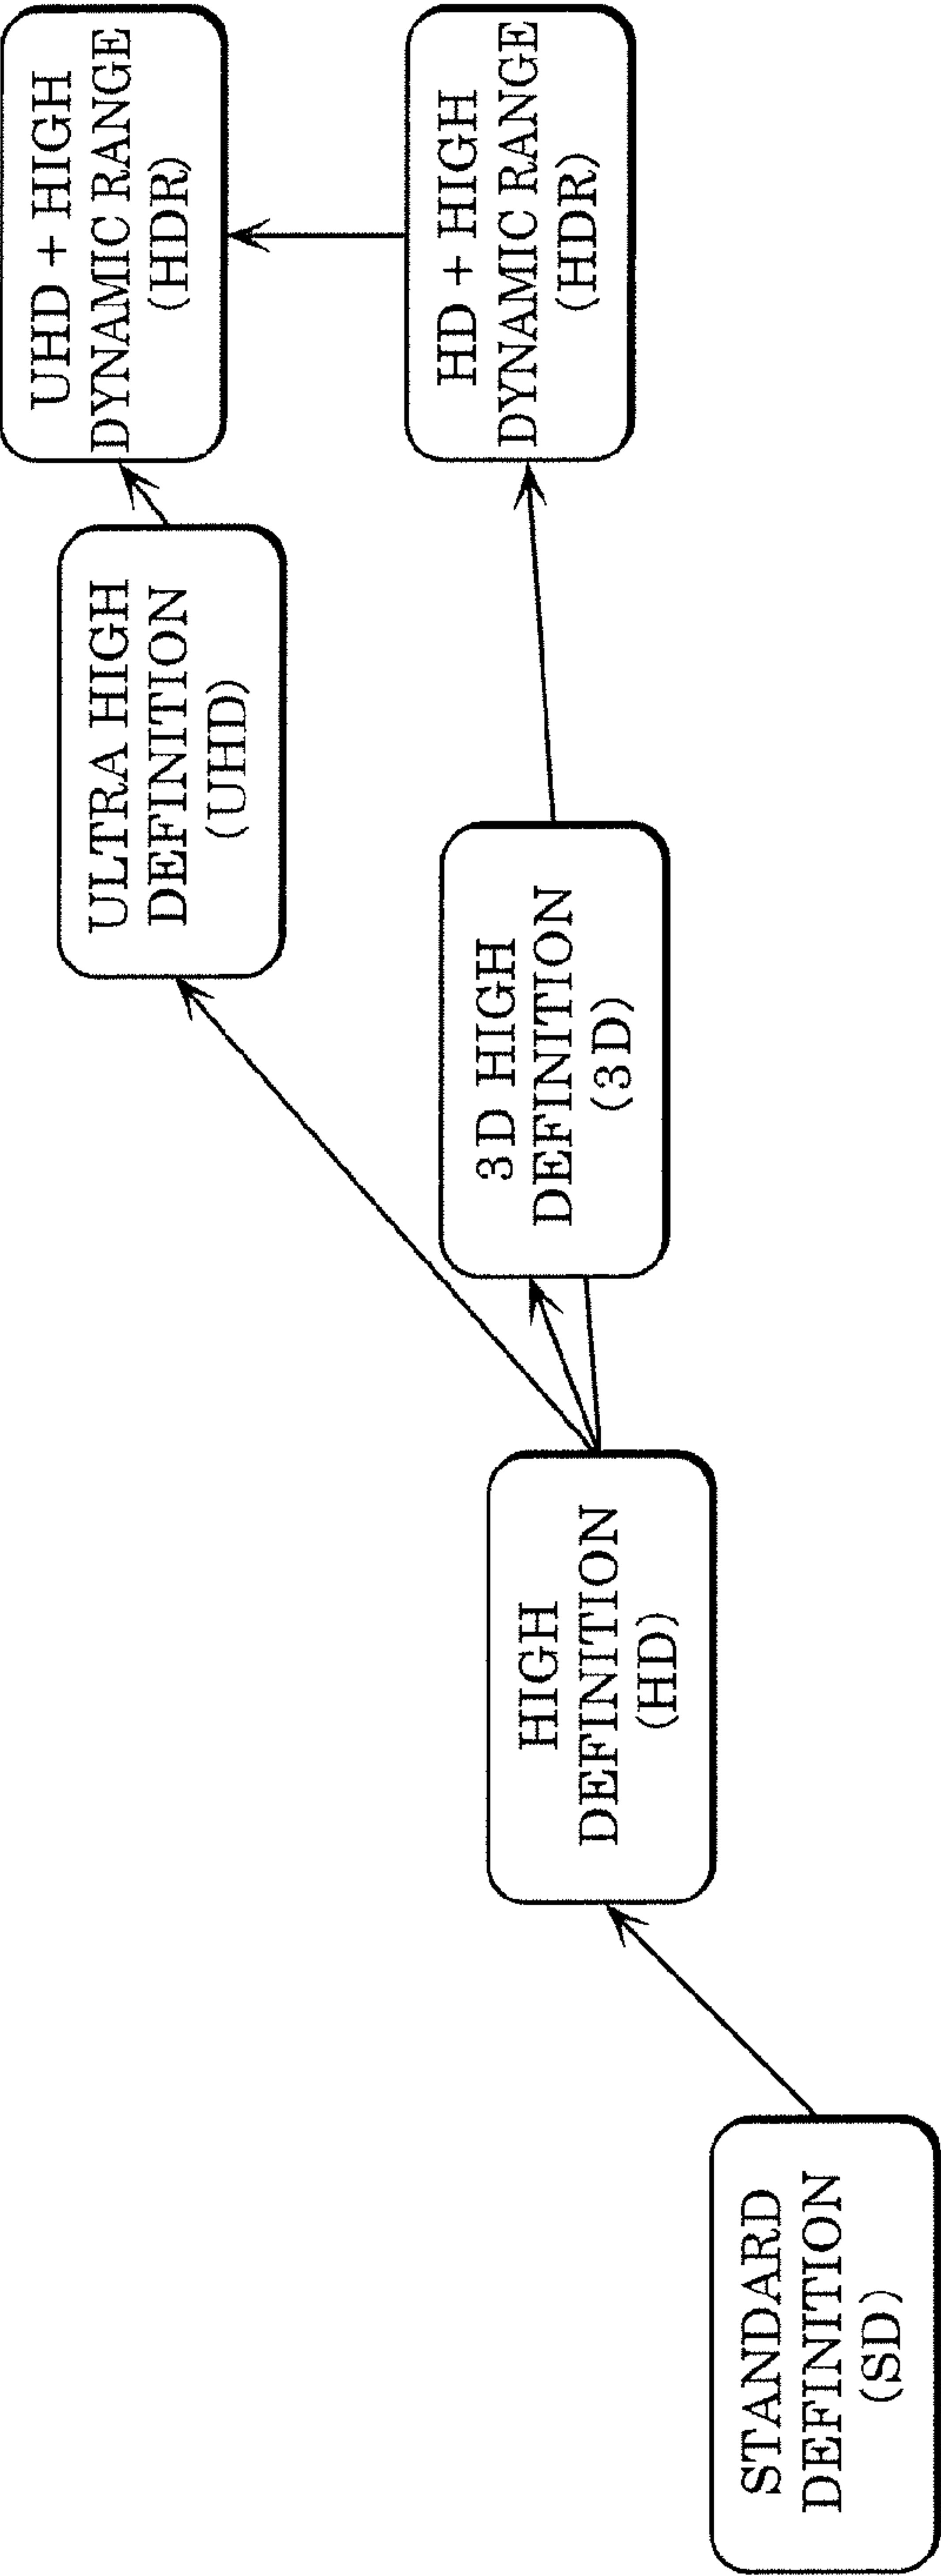 STANDARD
DEFINITION
(SD)
HIGH
DEFINITION
(HD)
3D HIGH
DEFINITION
(3D)
ULTRA HIGH
DEFINITION
(UHD)
UHD + HIGH
DYNAMIC RANGE
(HDR)
HD + HIGH
DYNAMIC RANGE
(HDR)